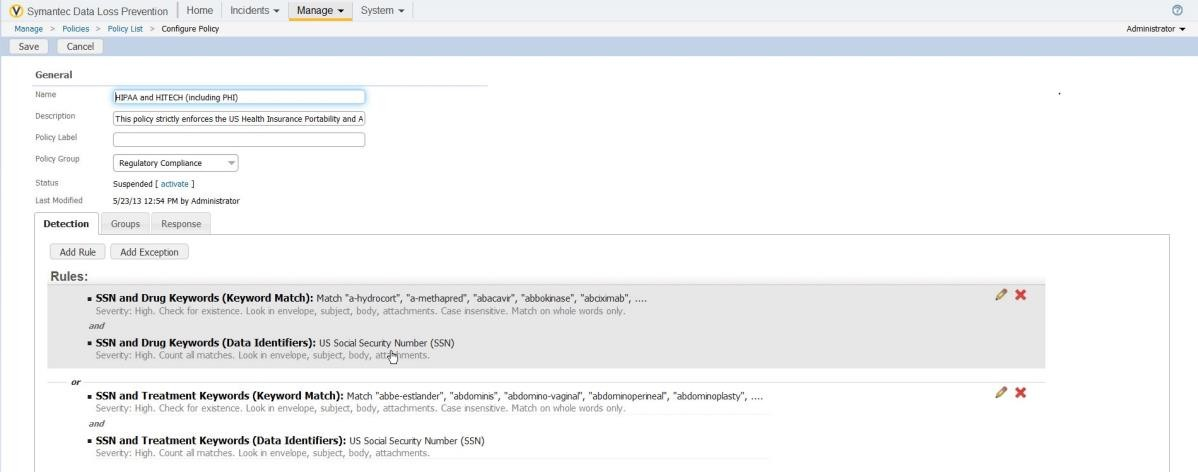 Symantec Data Loss Prevention Home Incidents Manage System
Manage > Policies > Policy List > Configure Policy Administrator
Save Cancel
General
Name HIPAA and HITECH (including PHI)
Description This policy strictly enforces the US Health Insurance Portability and A
Policy Label
Policy Group Regulatory Compliance
Status Suspended [ activate ]
Last Modified 5/23/13 12:54 PM by Administrator
Detection Groups Response
Add Rule Add Exception
Rules:
SSN and Drug Keywords (Keyword Match): Match "a-hydrocort", "a-methapred", "abacavir", "abbokinase", "abciximab", ....
Severity: High. Check for existence. Look in envelope, subject, body, attachments. Case insensitive. Match on whole words only.
and
SSN and Drug Keywords (Data Identifiers): US Social Security Number (SSN)
Severity: High. Count all matches. Look in envelope, subject, body, attachments.
or
SSN and Treatment Keywords (Keyword Match): Match "abbe-estlander", "abdominis", "abdomino-vaginal", "abdominoperineal", "abdominoplasty", ....
Severity: High. Check for existence. Look in envelope, subject, body, attachments. Case insensitive. Match on whole words only.
and
SSN and Treatment Keywords (Data Identifiers): US Social Security Number (SSN)
Severity: High. Count all matches. Look in envelope, subject, body, attachments.